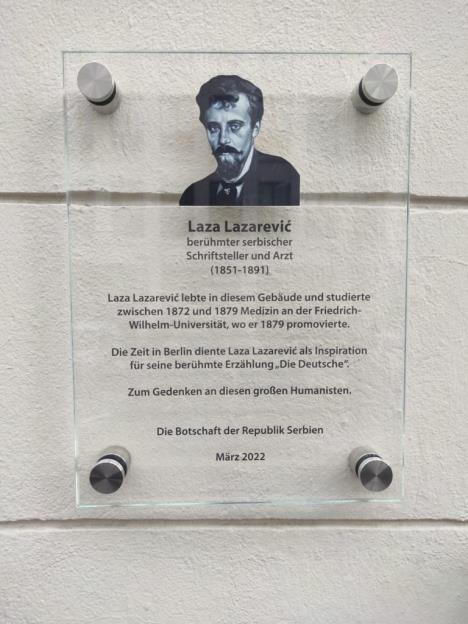 Laza Lazarević
berühmter serbischer
Schriftsteller und Arzt
(1851-1891)
Laza Lazarević lebte in diesem Gebäude und studierte
zwischen 1872 und 1879 Medizin an der Friedrich-
Wilhelm-Universität, wo er 1879 promovierte.
Die Zeit in Berlin diente Laza Lazarević als Inspiration
für seine berühmte Erzählung „Die Deutsche“.
Zum Gedenken an diesen großen Humanisten.
Die Botschaft der Republik Serbien
März 2022